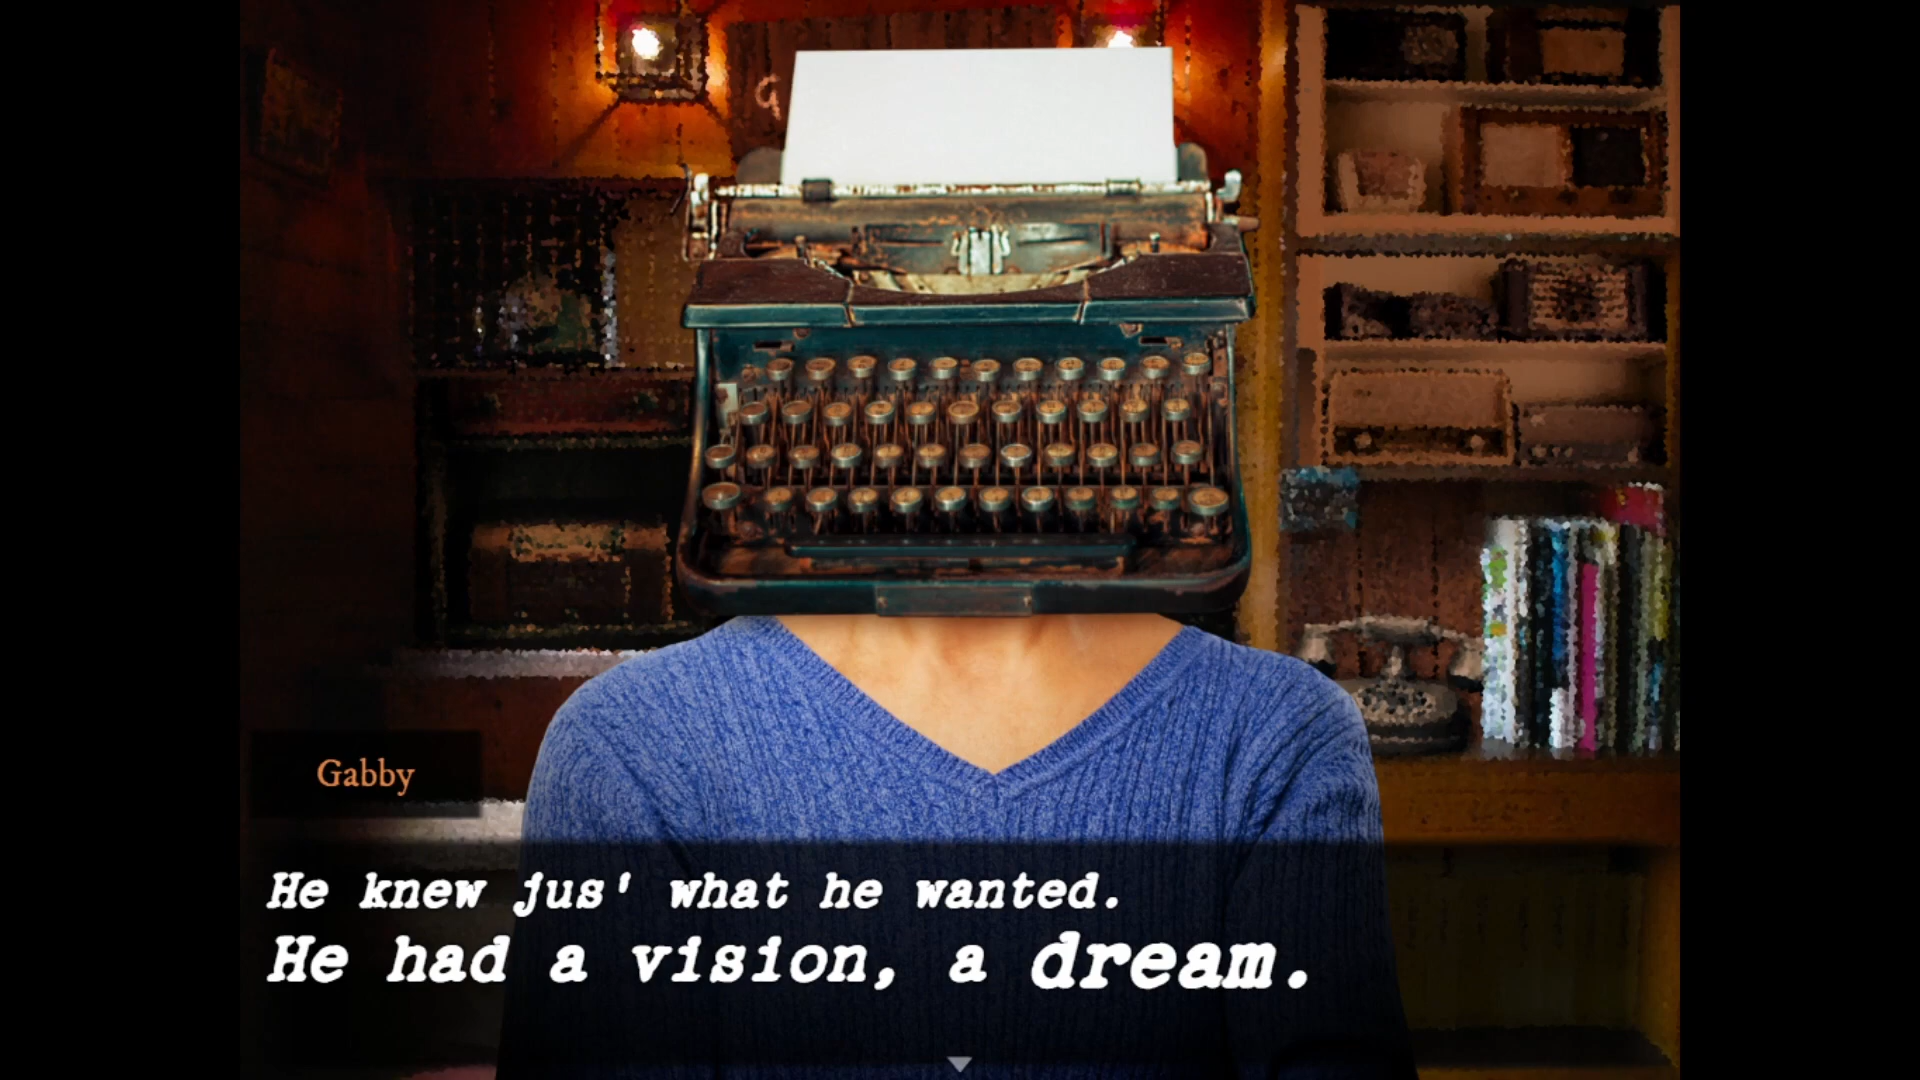 Gabby
He knew jus' what he wanted.
He had a vision, a dream.